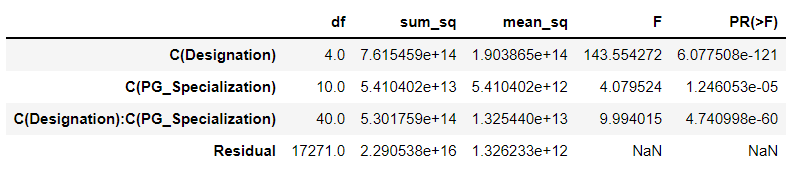 df sum_sq mean_sq F PR(>F)
C(Designation) 4.0 7.615459e+14 1.903865e+14 143.554272 6.077508e-121
C(PG_Specialization) 10.0 5.410402e+13 5.410402e+12 4.079524 1.246053e-05
C(Designation):C(PG_Specialization) 40.0 5.301759e+14 1.325440e+13 9.994015 4.740998e-60
Residual 17271.0 2.290538e+16 1.326233e+12 NaN NaN